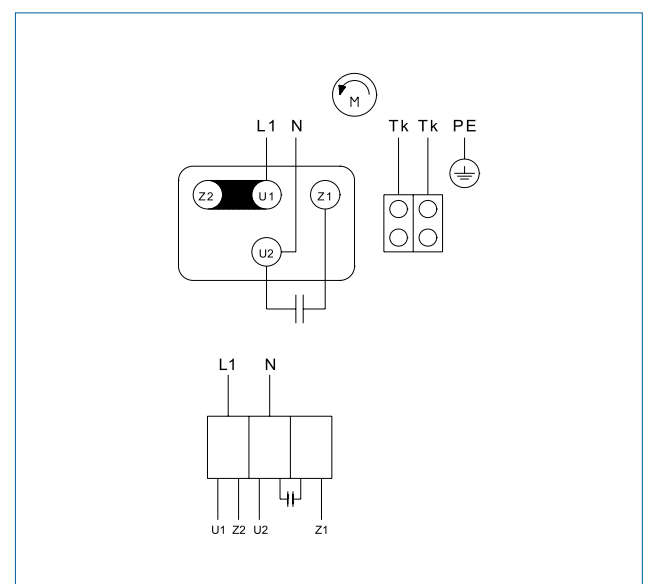 M
L1 N Tk Tk PE
Z2 U1 Z1
U2
L1 N
U1 Z2 U2 Z1